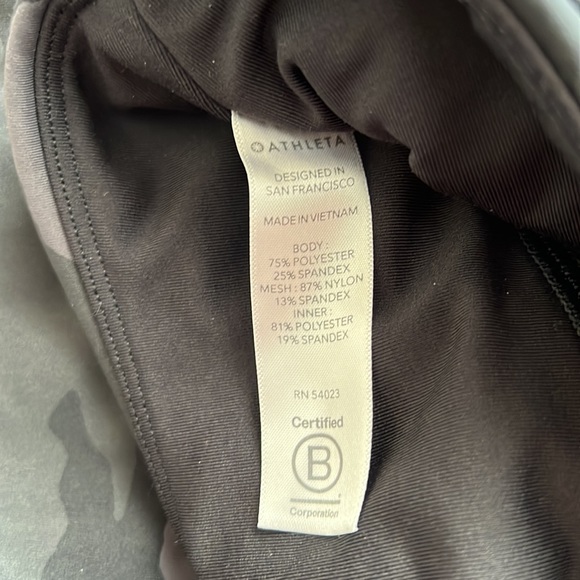 ATHLETA
DESIGNED IN
SAN FRANCISCO
MADE IN VIETNAM
BODY :
75% POLYESTER
25% SPANDEX
MESH : 87% NYLON
13% SPANDEX
INNER :
81% POLYESTER
19% SPANDEX
RN 54023
Certified
B
Corporation